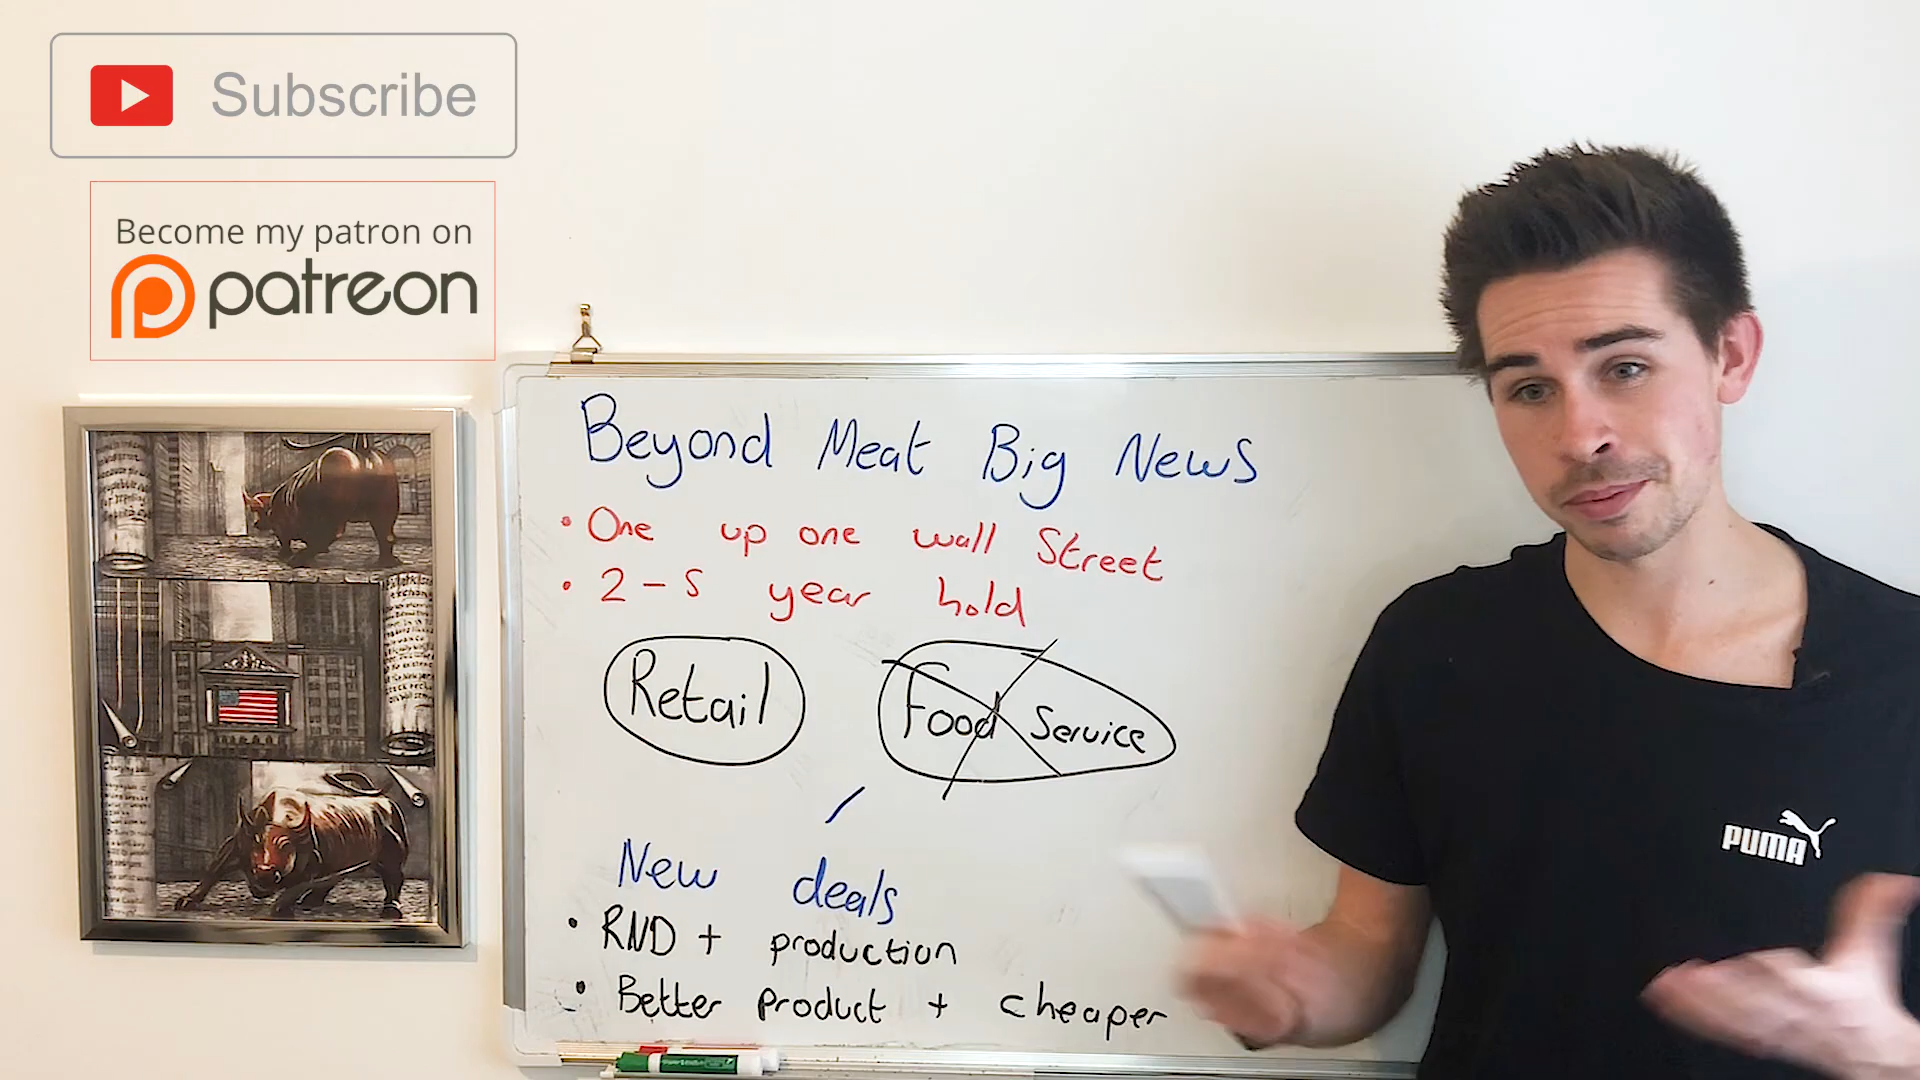 Subscribe
Become my patron on
patreon
Beyond Meat Big News
• One up one wall Street
• 2-5 year hold
Retail
Food Service
New deals
• RND + production
• Better product + cheaper
PUMA